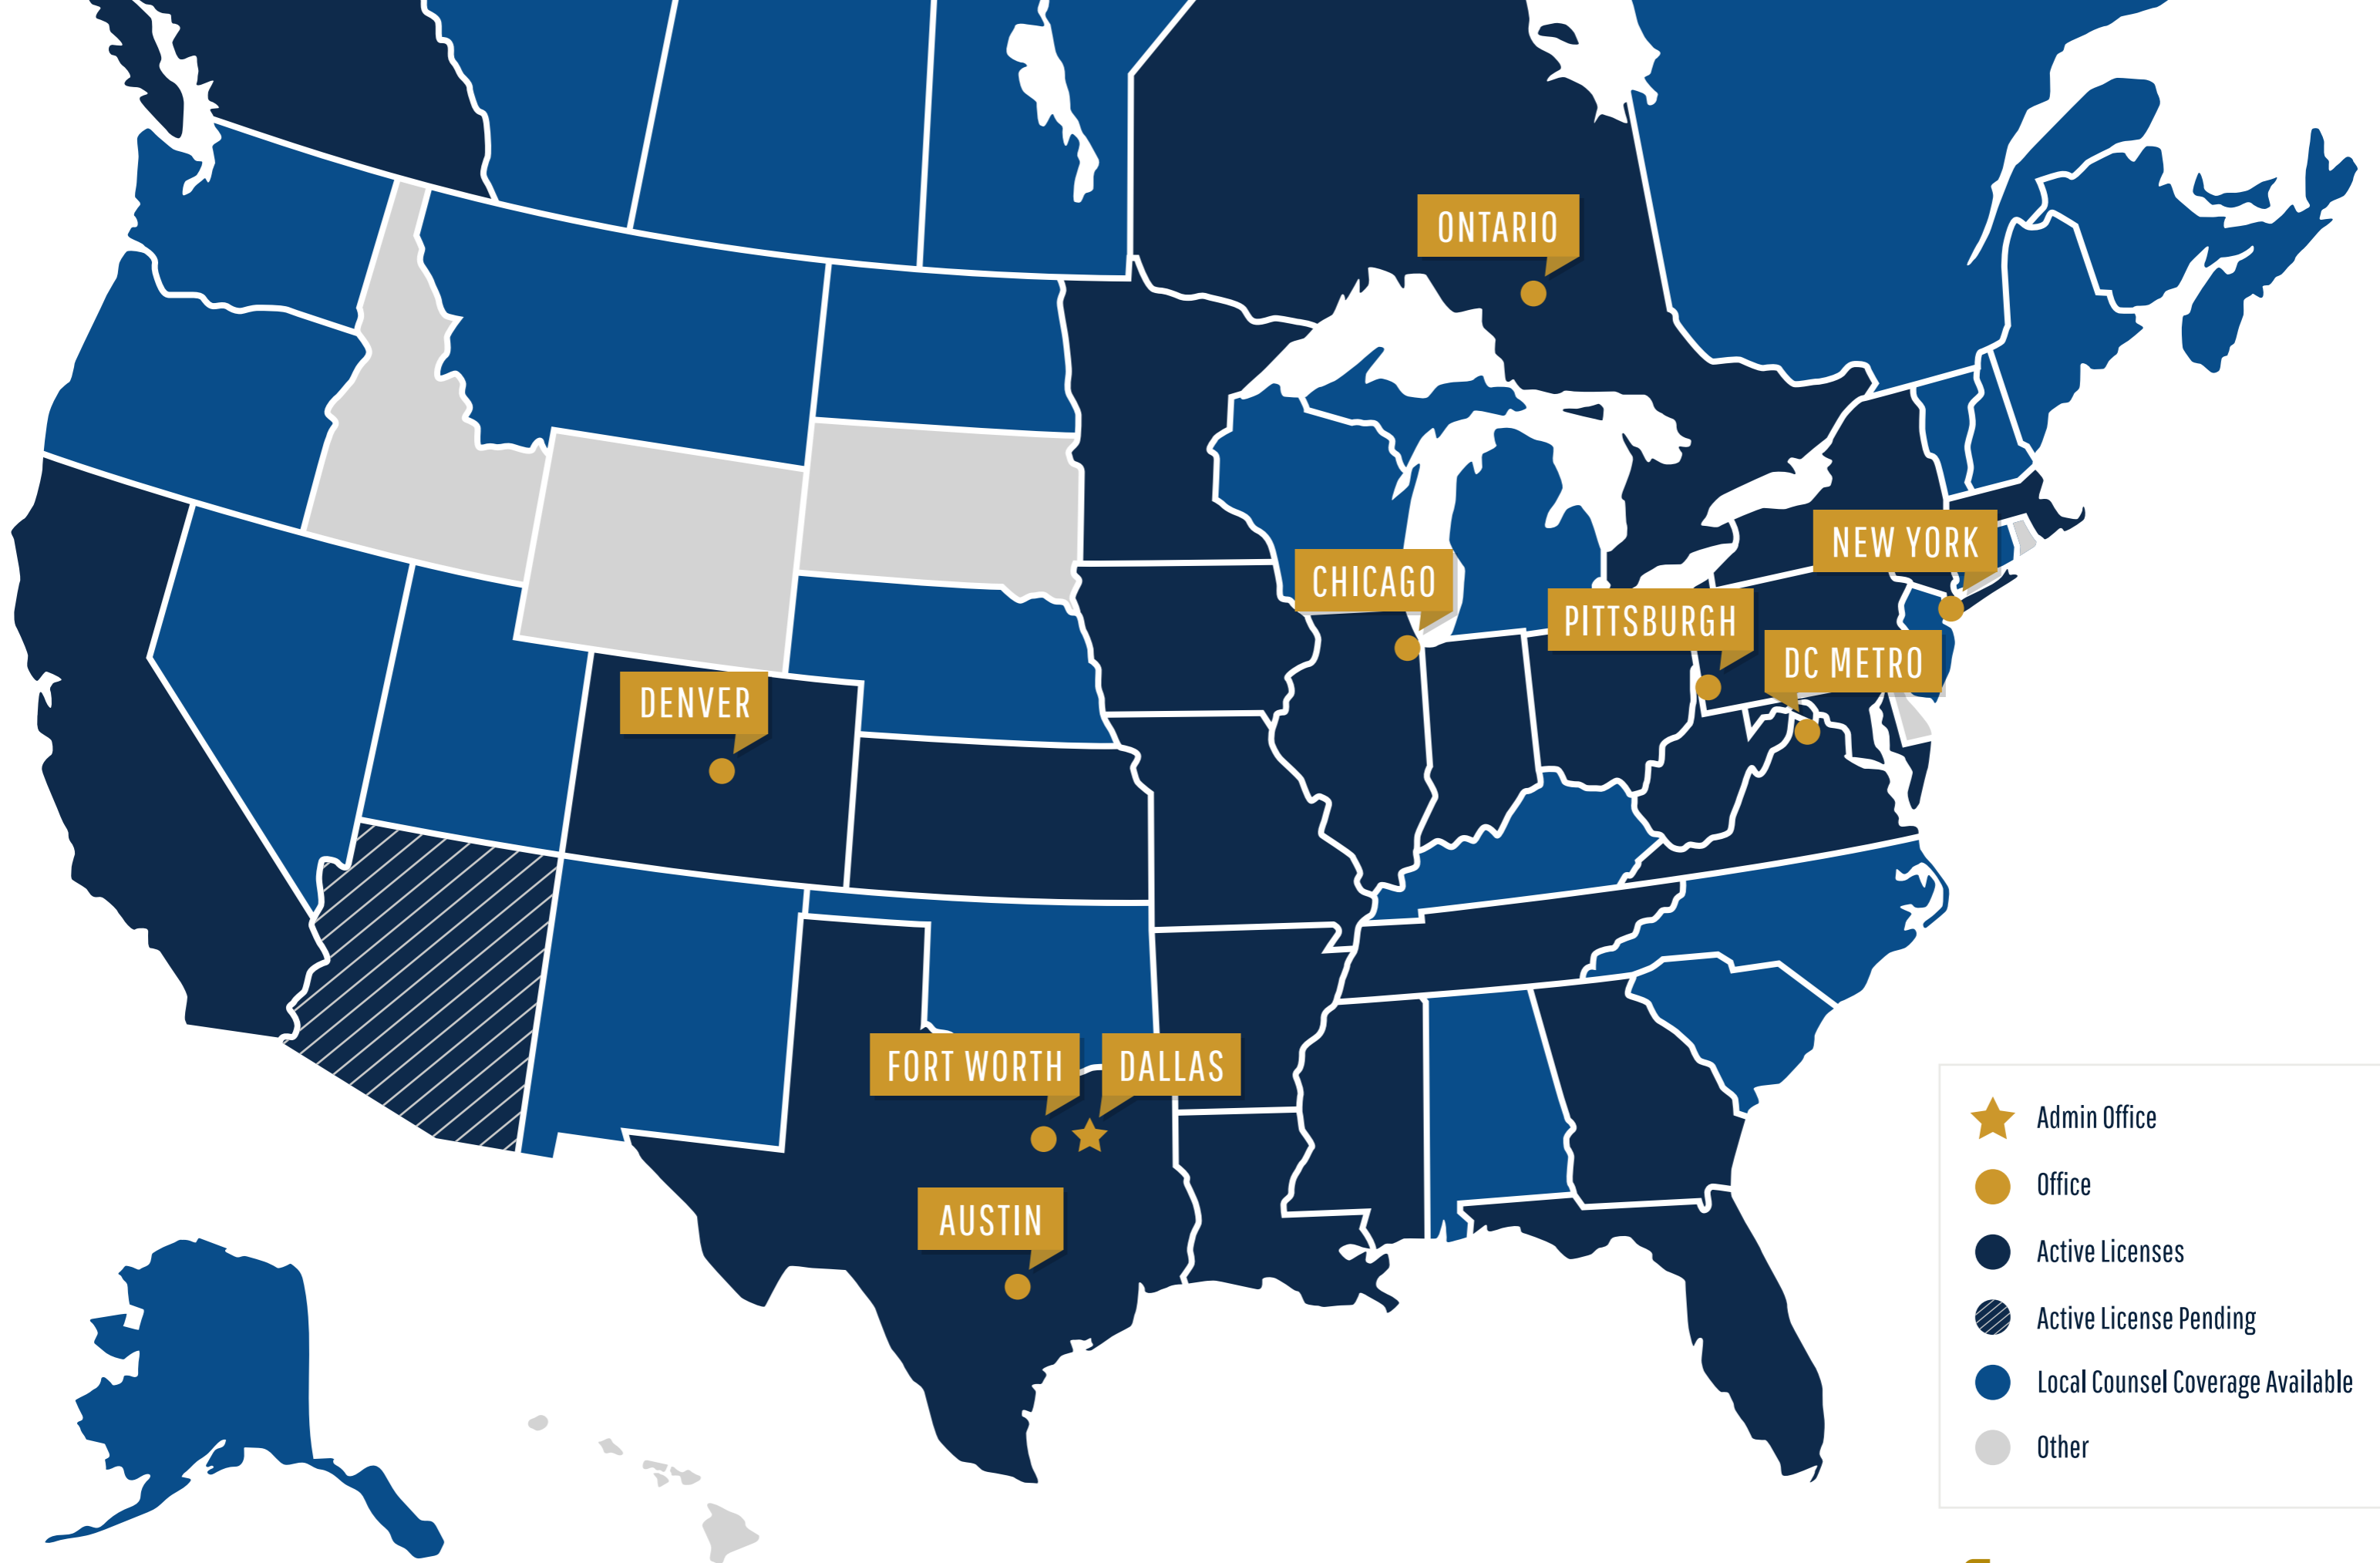 ONTARIO
NEW YORK
CHICAGO
PITTSBURGH
DC METRO
DENVER
FORT WORTH
DALLAS
AUSTIN
Admin Office
Office
Active Licenses
Active License Pending
Local Counsel Coverage Available
Other